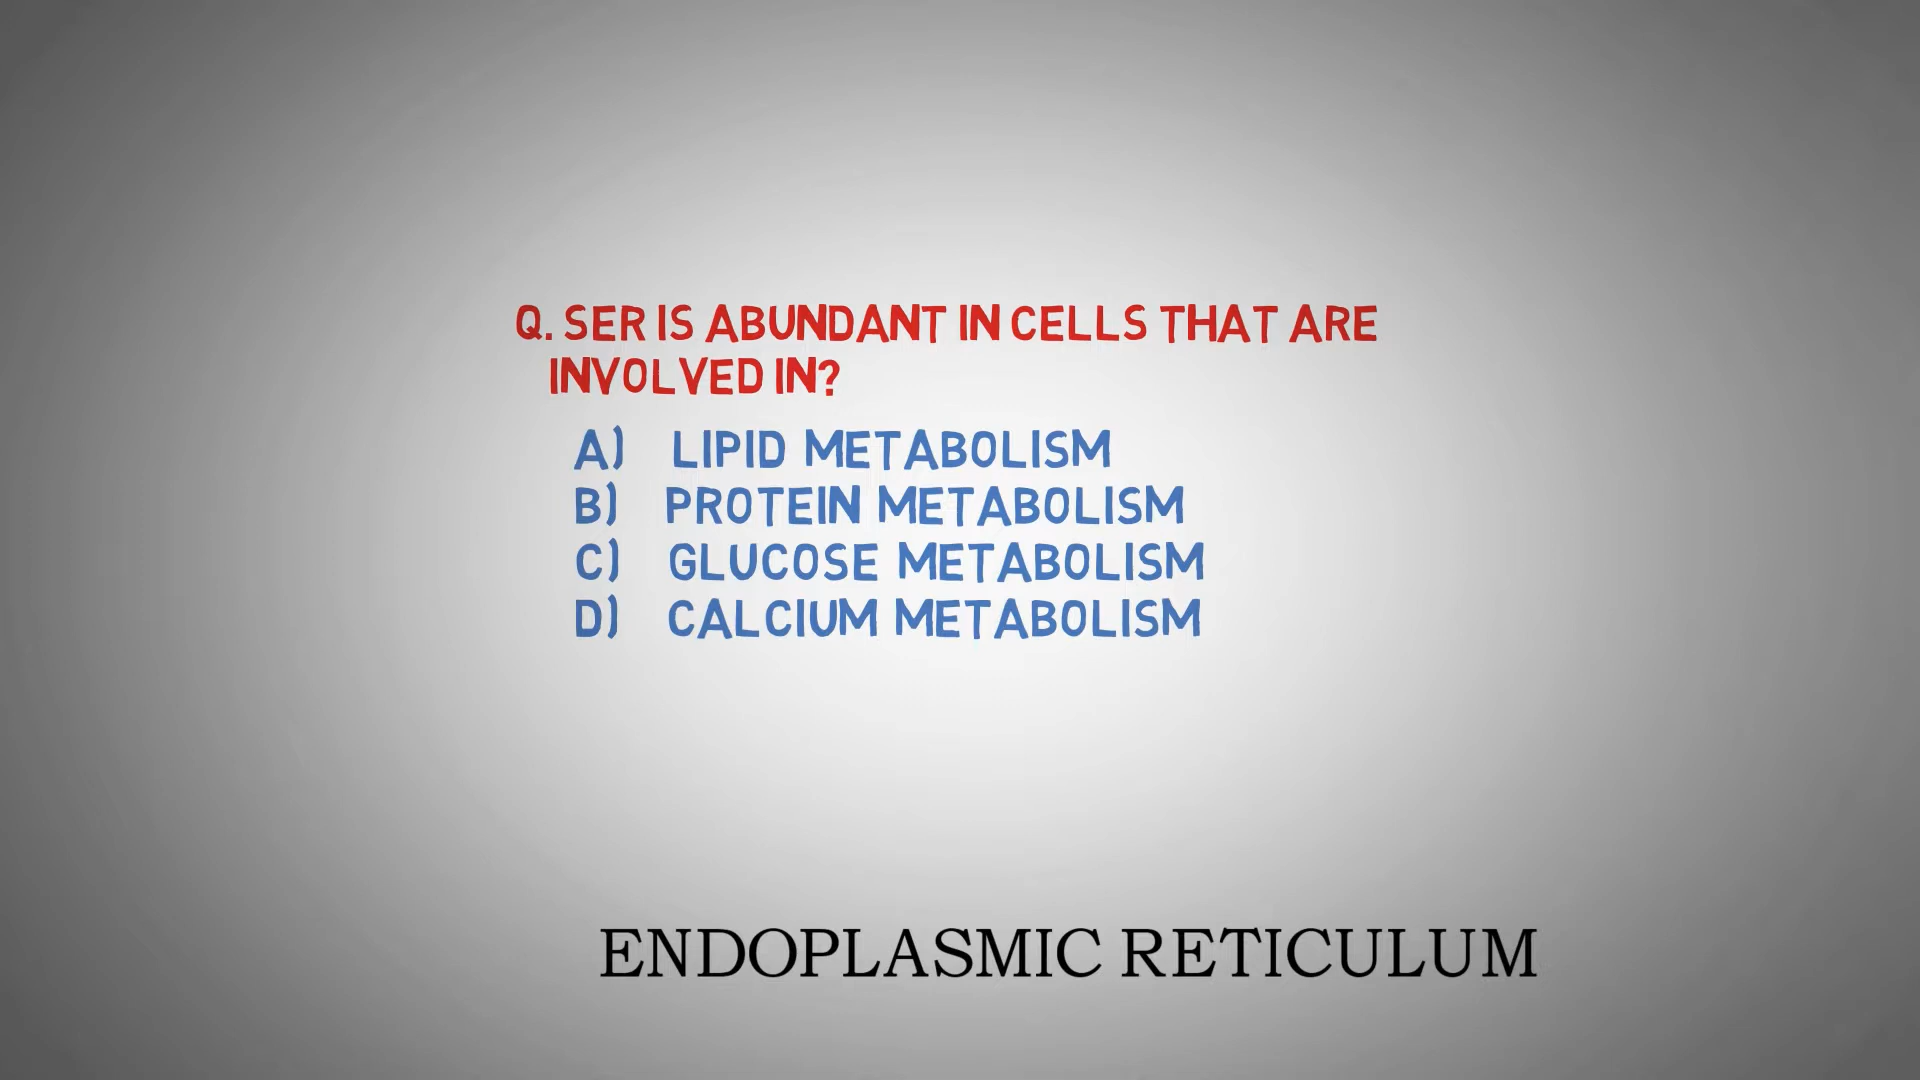 Q. SER IS ABUNDANT IN CELLS THAT ARE
INVOLVED IN?
A) LIPID METABOLISM
B) PROTEIN METABOLISM
C) GLUCOSE METABOLISM
D) CALCIUM METABOLISM
ENDOPLASMIC RETICULUM